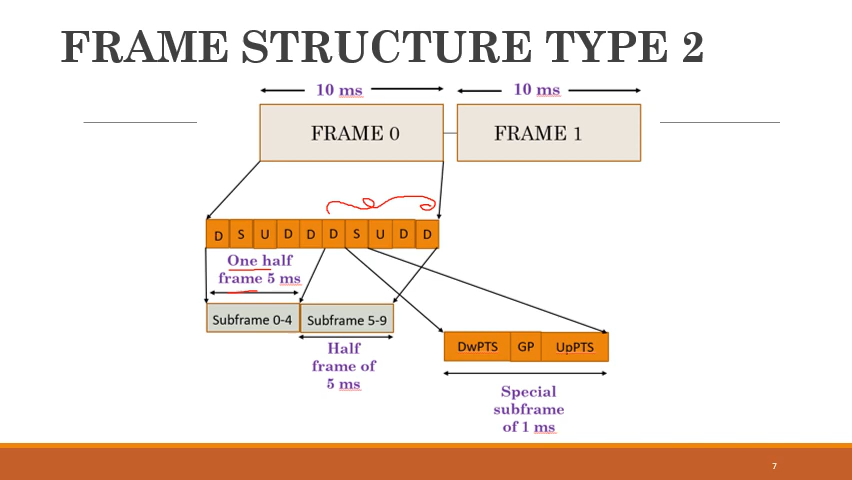 FRAME STRUCTURE TYPE 2
10 ms
10 ms
FRAME 0
FRAME 1
D S U D D D S U D D
One half
frame 5 ms
Subframe 0-4
Subframe 5-9
DwPTS
GP
UpPTS
Half
frame of
5 ms
Special
subframe
of 1 ms
7